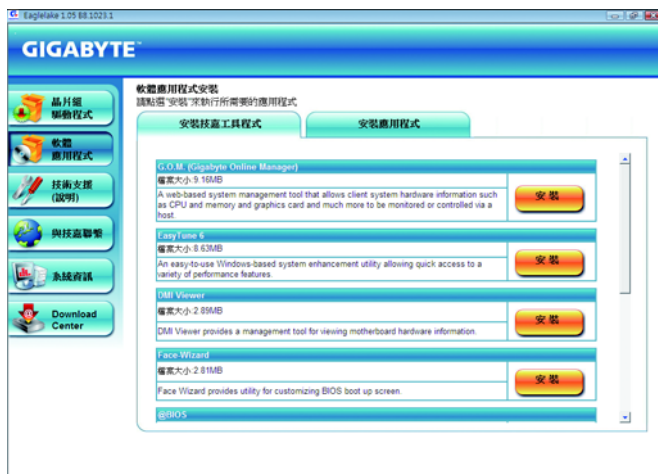 Eaglelake 1.05 B8.1023.1
GIGABYTE™
晶片組
驅動程式
軟體
應用程式
技術支援
(說明)
與技嘉聯繫
系統資訊
Download
Center
軟體應用程式安裝
請點選"安裝"來執行所需要的應用程式
安裝技嘉工具程式
安裝應用程式
G.O.M. (Gigabyte Online Manager)
檔案大小:9.16MB
A web-based system management tool that allows client system hardware information such
as CPU and memory and graphics card and much more to be monitored or controlled via a
host.
安裝
EasyTune 6
檔案大小:8.63MB
An easy-to-use Windows-based system enhancement utility allowing quick access to a
variety of performance features.
安裝
DMI Viewer
檔案大小:2.89MB
DMI Viewer provides a management tool for viewing motherboard hardware information.
安裝
Face-Wizard
檔案大小:2.81MB
Face Wizard provides utility for customizing BIOS boot up screen.
安裝
@BIOS